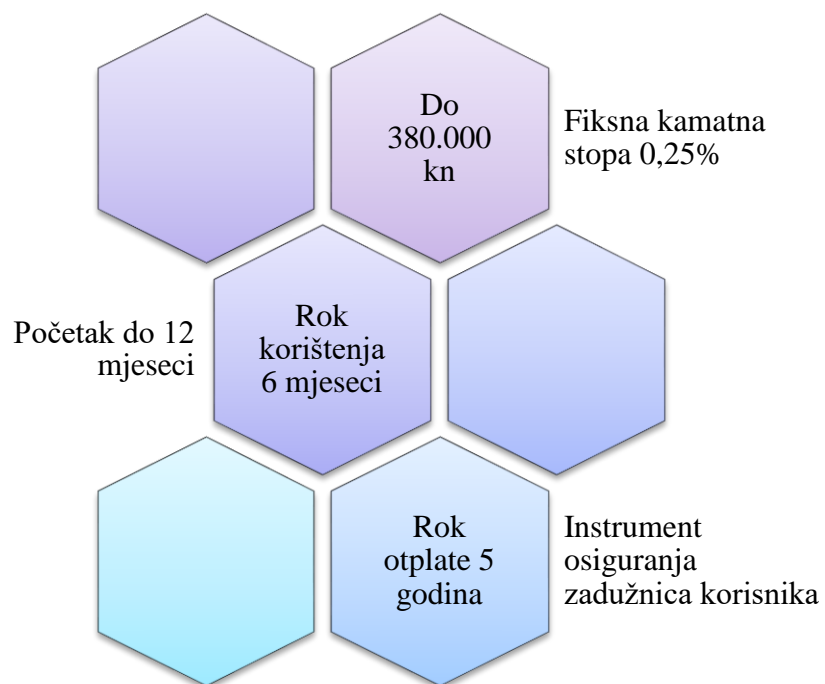 Do
380.000
kn
Fiksna kamatna
stopa 0,25%
Početak do 12
mjeseci
Rok
korištenja
6 mjeseci
Rok
otplate 5
godina
Instrument
osiguranja
zadužnica korisnika